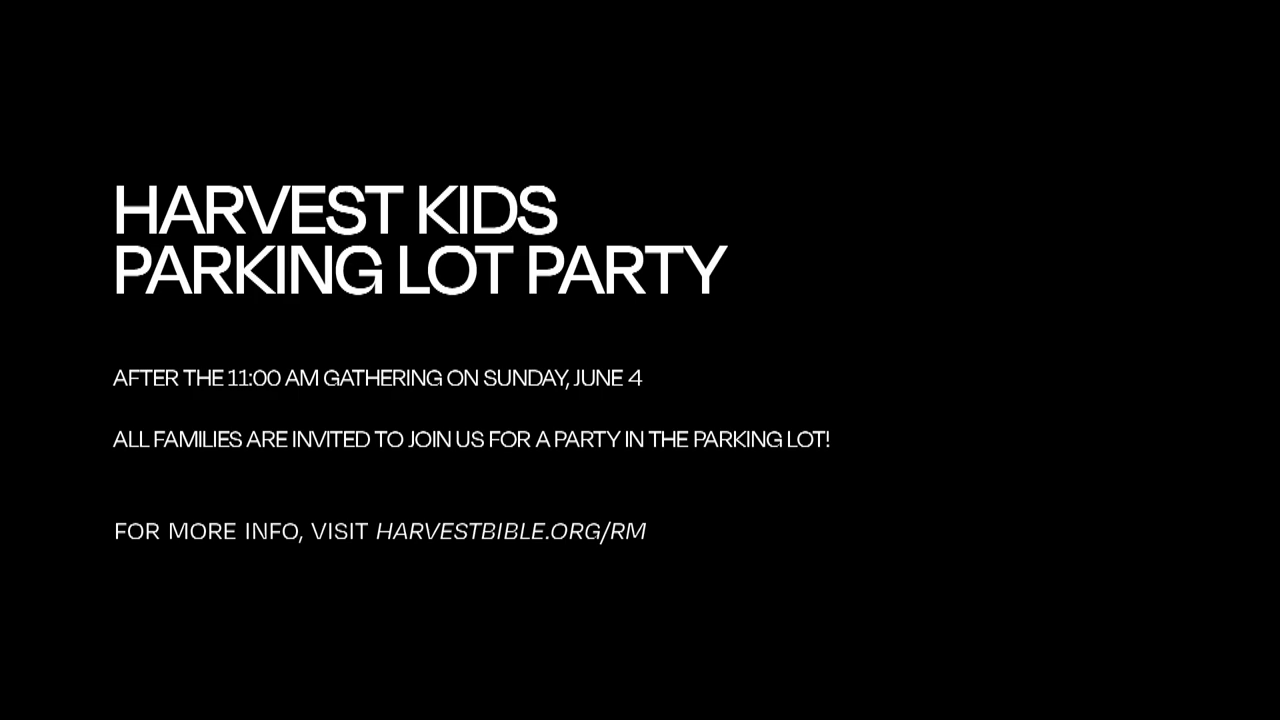 HARVEST KIDS
PARKING LOT PARTY
AFTER THE 11:00 AM GATHERING ON SUNDAY, JUNE 4
ALL FAMILIES ARE INVITED TO JOIN US FOR A PARTY IN THE PARKING LOT!
FOR MORE INFO, VISIT HARVESTBIBLE.ORG/RM